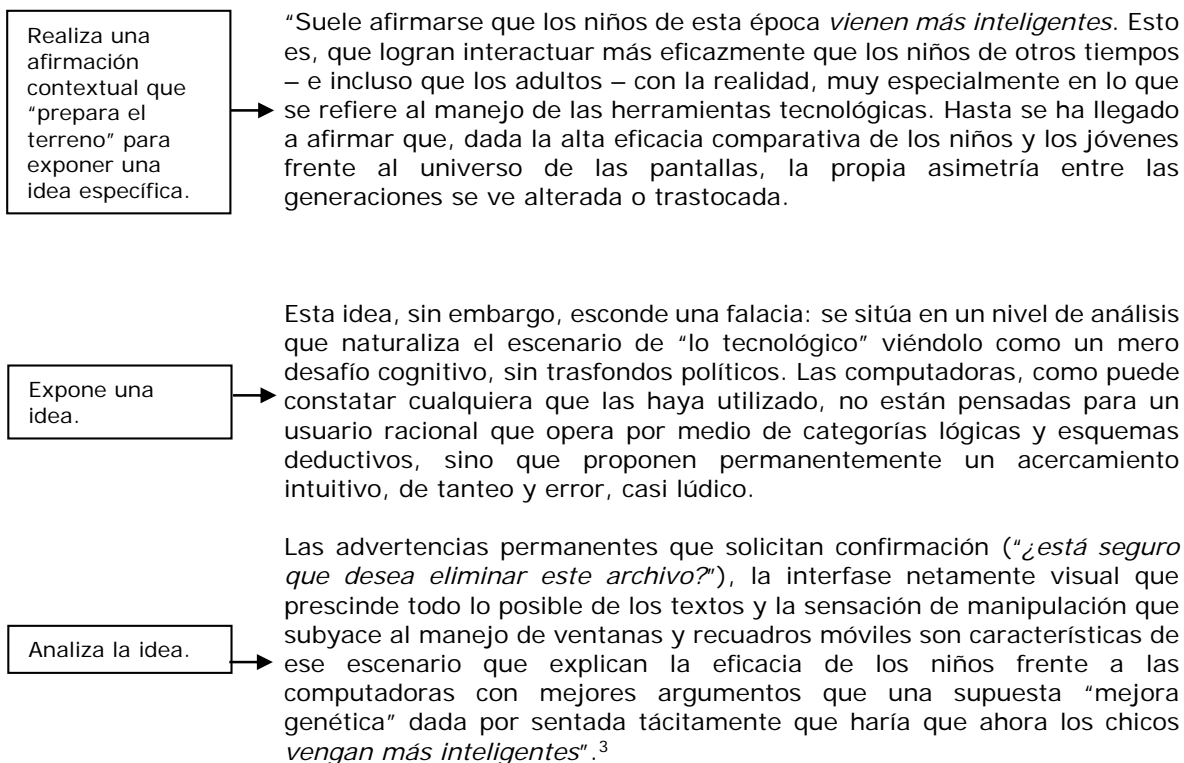 Realiza una
afirmación
contextual que
"prepara el
terreno" para
exponer una
idea específica.
"Suele afirmarse que los niños de esta época vienen más inteligentes. Esto
es, que logran interactuar más eficazmente que los niños de otros tiempos
– e incluso que los adultos – con la realidad, muy especialmente en lo que
se refiere al manejo de las herramientas tecnológicas. Hasta se ha llegado
a afirmar que, dada la alta eficacia comparativa de los niños y los jóvenes
frente al universo de las pantallas, la propia asimetría entre las
generaciones se ve alterada o trastocada.
Expone una
idea.
Esta idea, sin embargo, esconde una falacia: se sitúa en un nivel de análisis
que naturaliza el escenario de "lo tecnológico" viéndolo como un mero
desafío cognitivo, sin trasfondos políticos. Las computadoras, como puede
constatar cualquiera que las haya utilizado, no están pensadas para un
usuario racional que opera por medio de categorías lógicas y esquemas
deductivos, sino que proponen permanentemente un acercamiento
intuitivo, de tanteo y error, casi lúdico.
Analiza la idea.
Las advertencias permanentes que solicitan confirmación ("¿está seguro
que desea eliminar este archivo?"), la interfase netamente visual que
prescinde todo lo posible de los textos y la sensación de manipulación que
subyace al manejo de ventanas y recuadros móviles son características de
ese escenario que explican la eficacia de los niños frente a las
computadoras con mejores argumentos que una supuesta "mejora
genética" dada por sentada tácitamente que haría que ahora los chicos
vengan más inteligentes".3